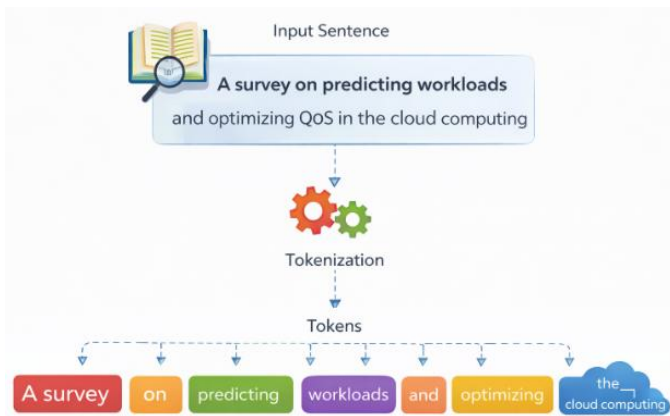 Input Sentence
A survey on predicting workloads
and optimizing QoS in the cloud computing
Tokenization
Tokens
A survey on predicting workloads and optimizing the
cloud computing